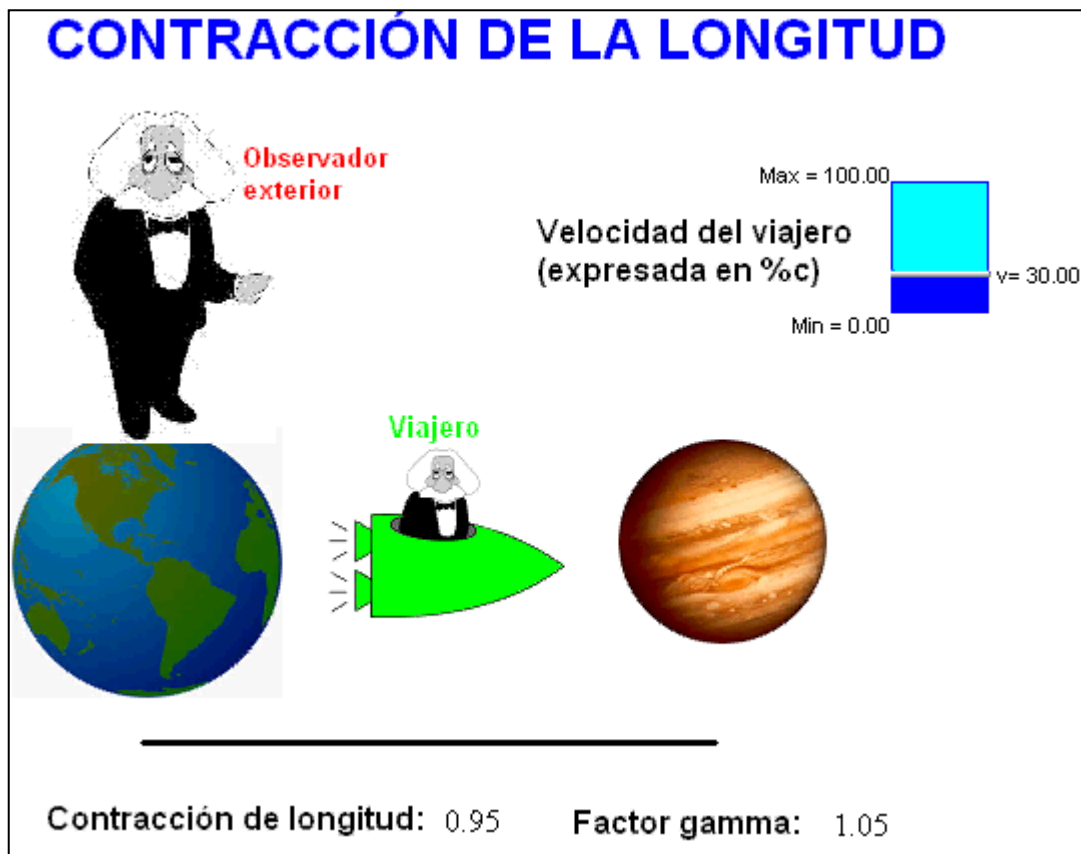 CONTRACCIÓN DE LA LONGITUD
Observador
exterior
Max = 100.00
Velocidad del viajero
(expresada en %c)
v= 30.00
Min = 0.00
Viajero
Contracción de longitud: 0.95 Factor gamma: 1.05